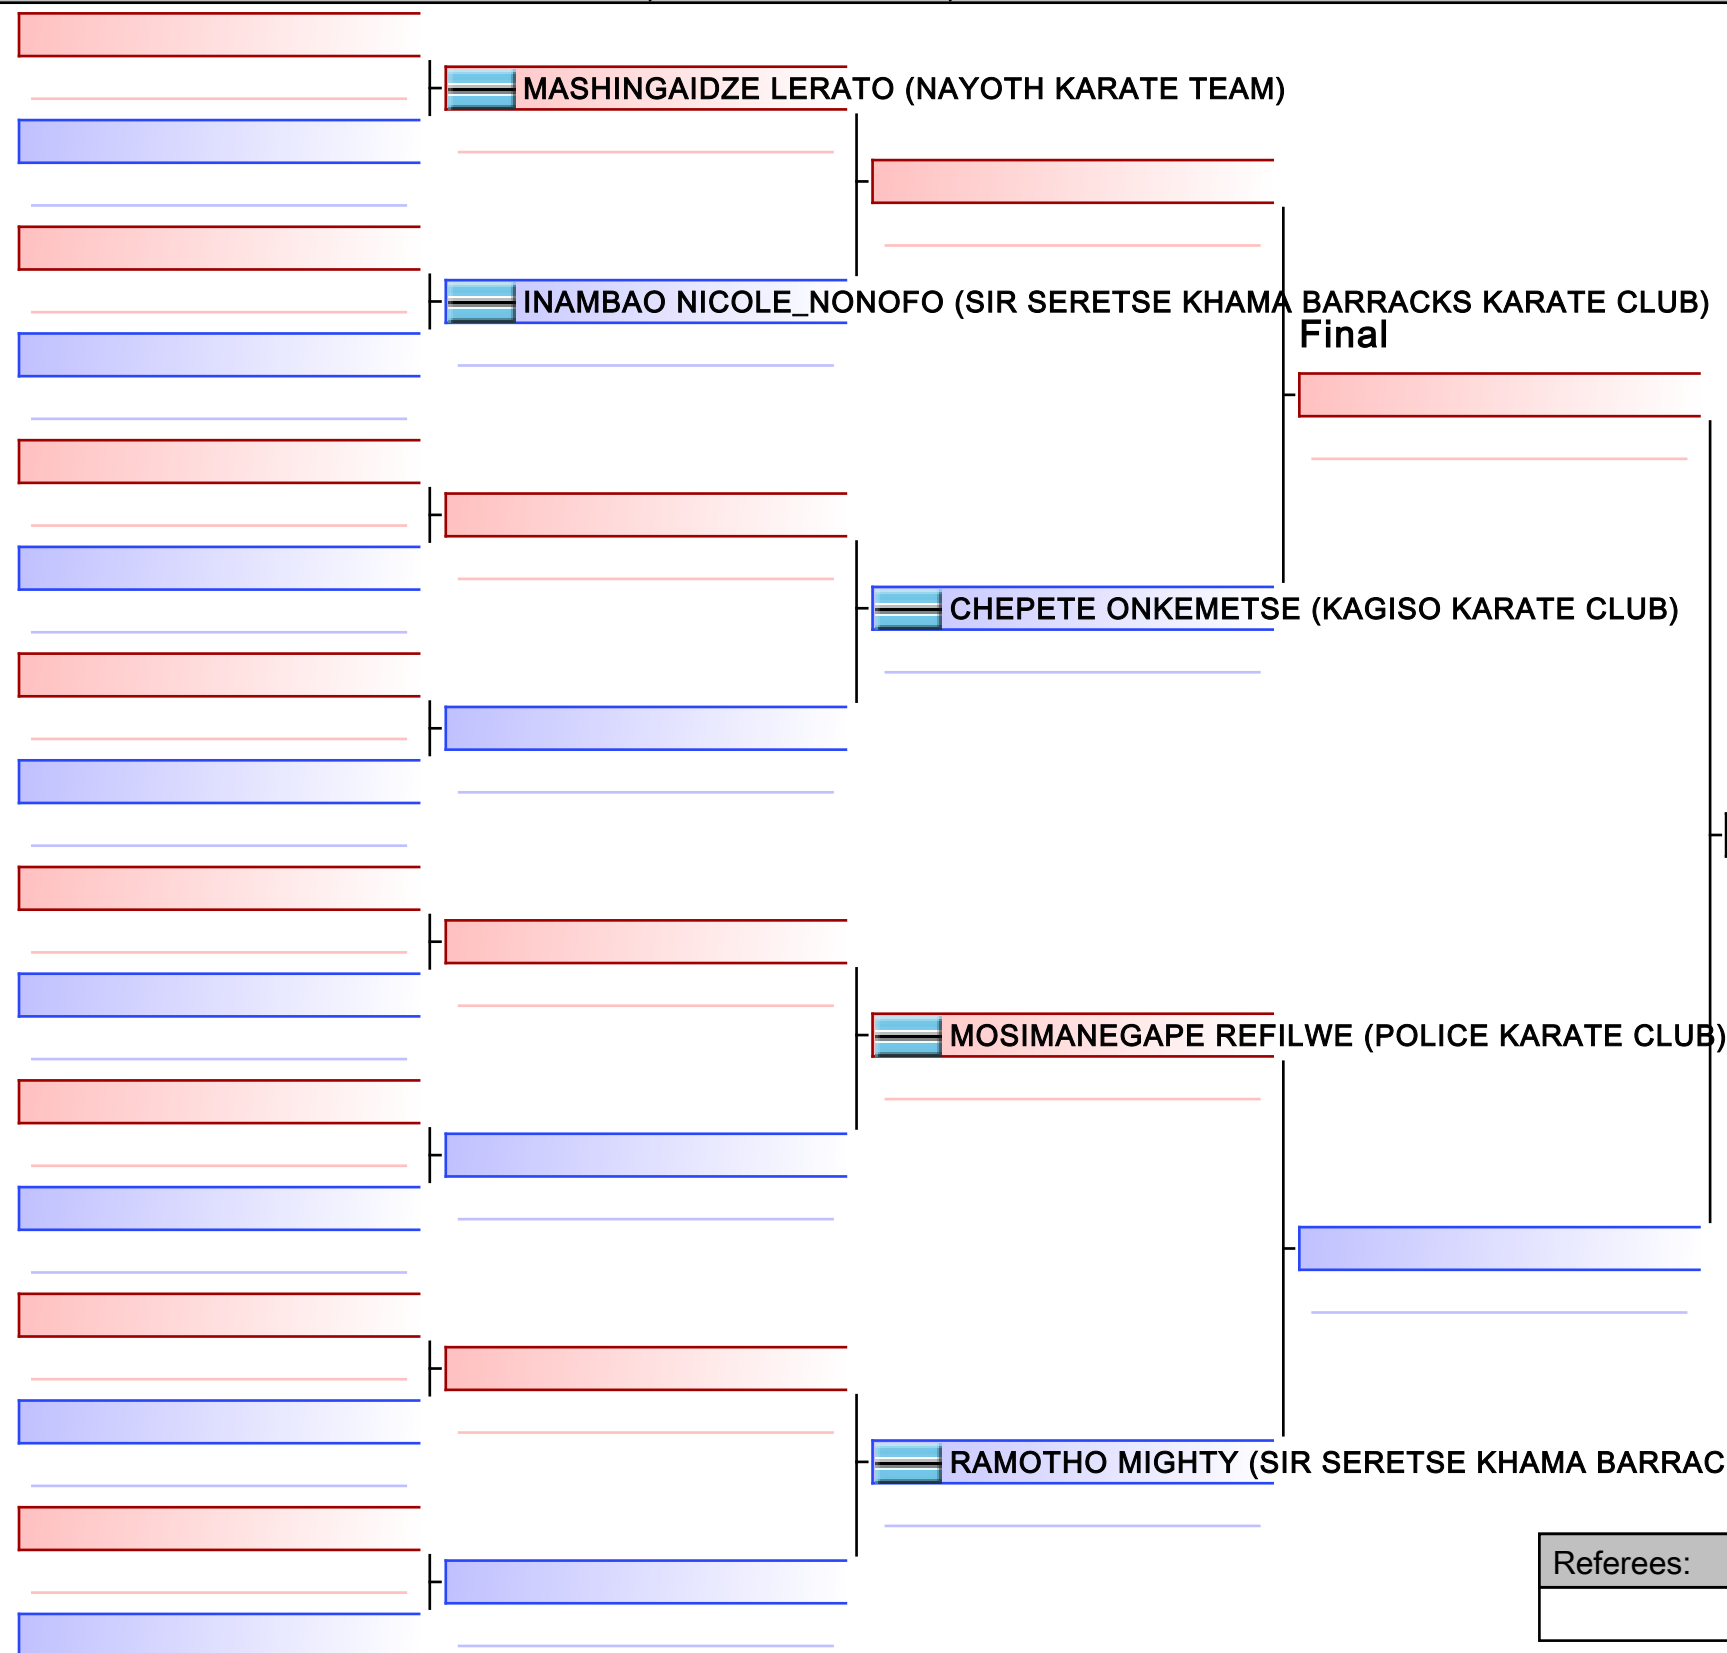 MASHINGAIDZE LERATO (NAYOTH KARATE TEAM)
INAMBAO NICOLE_NONOFO (SIR SERETSE KHAMA BARRACKS KARATE CLUB)
Final
CHEPETE ONKEMETSE (KAGISO KARATE CLUB)
MOSIMANEGAPE REFILWE (POLICE KARATE CLUB)
RAMOTHO MIGHTY (SIR SERETSE KHAMA BARRAC
Referees: